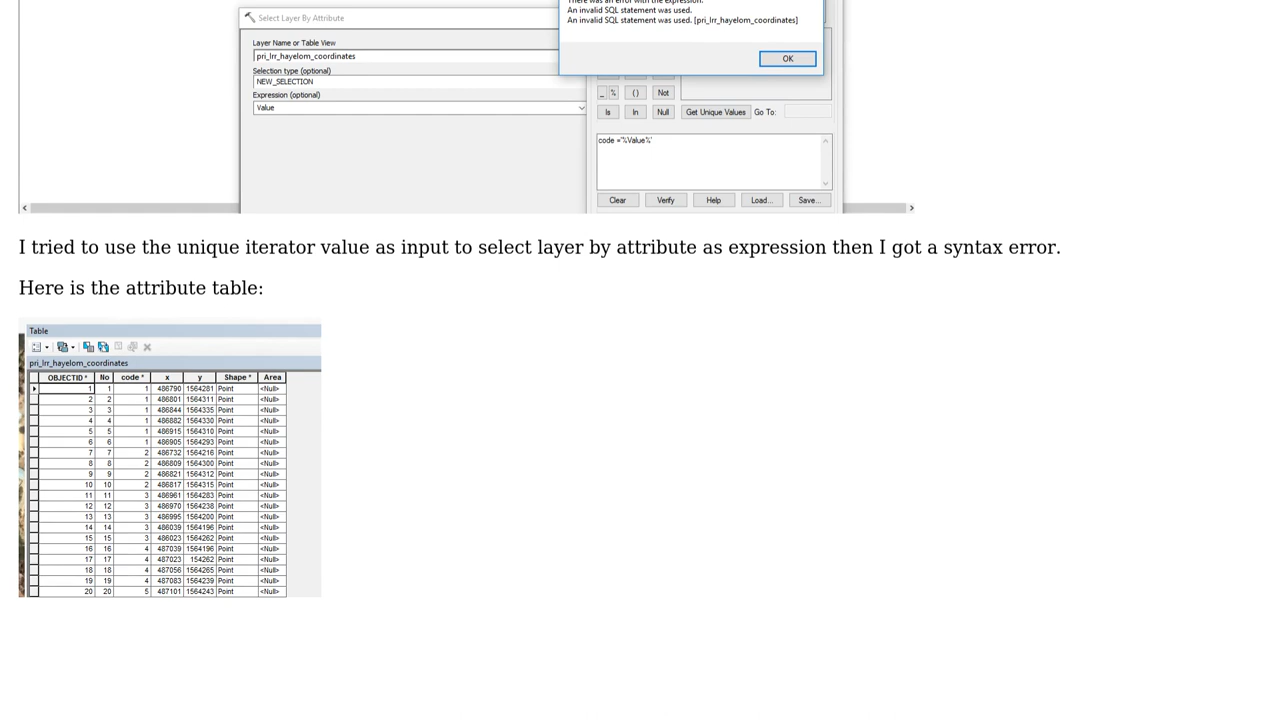 There was an error with the expression.
An invalid SQL statement was used.
An invalid SQL statement was used. [pri_lrr_hayelom_coordinates]
OK
Select Layer By Attribute
Layer Name or Table View
pri_lrr_hayelom_coordinates
Selection type (optional)
NEW_SELECTION
Expression (optional)
Value
_ % () Not
Is In Null Get Unique Values Go To:
code ='%Value%'
Clear Verify Help Load... Save...
I tried to use the unique iterator value as input to select layer by attribute as expression then I got a syntax error.
Here is the attribute table:
Table
pri_lrr_hayelom_coordinates
OBJECTID * No code * x y Shape * Area
1 1 1 486790 1564281 Point <Null>
2 2 1 486801 1564311 Point <Null>
3 3 1 486844 1564335 Point <Null>
4 4 1 486882 1564330 Point <Null>
5 5 1 486915 1564310 Point <Null>
6 6 1 486905 1564293 Point <Null>
7 7 2 486732 1564216 Point <Null>
8 8 2 486809 1564300 Point <Null>
9 9 2 486821 1564312 Point <Null>
10 10 2 486817 1564315 Point <Null>
11 11 3 486961 1564283 Point <Null>
12 12 3 486970 1564238 Point <Null>
13 13 3 486995 1564200 Point <Null>
14 14 3 486039 1564196 Point <Null>
15 15 3 486023 1564262 Point <Null>
16 16 4 487039 1564196 Point <Null>
17 17 4 487023 154262 Point <Null>
18 18 4 487056 1564265 Point <Null>
19 19 4 487083 1564239 Point <Null>
20 20 5 487101 1564243 Point <Null>